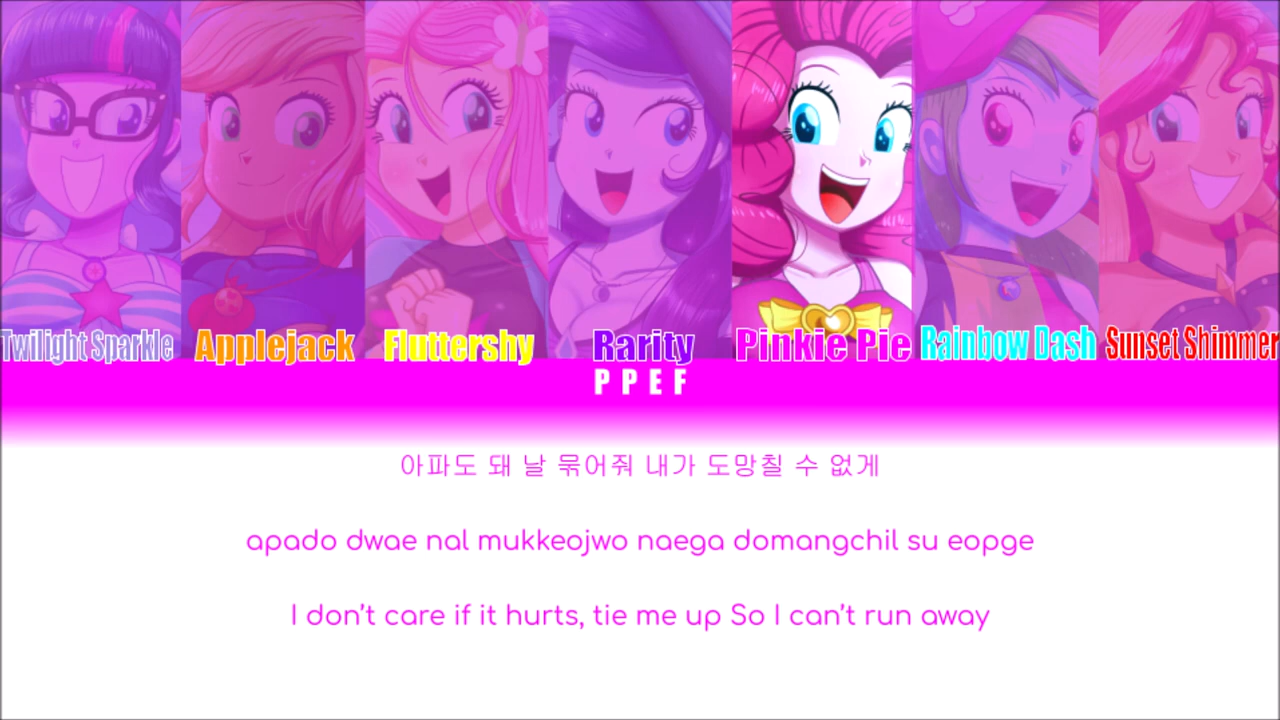 Twilight Sparkle Applejack Fluttershy Rarity Pinkie Pie Rainbow Dash Sunset Shimmer
PPEF
아파도 돼 날 묶어줘 내가 도망칠 수 없게
apado dwae nal mukkeojwo naega domangchil su eopge
I don't care if it hurts, tie me up So I can't run away